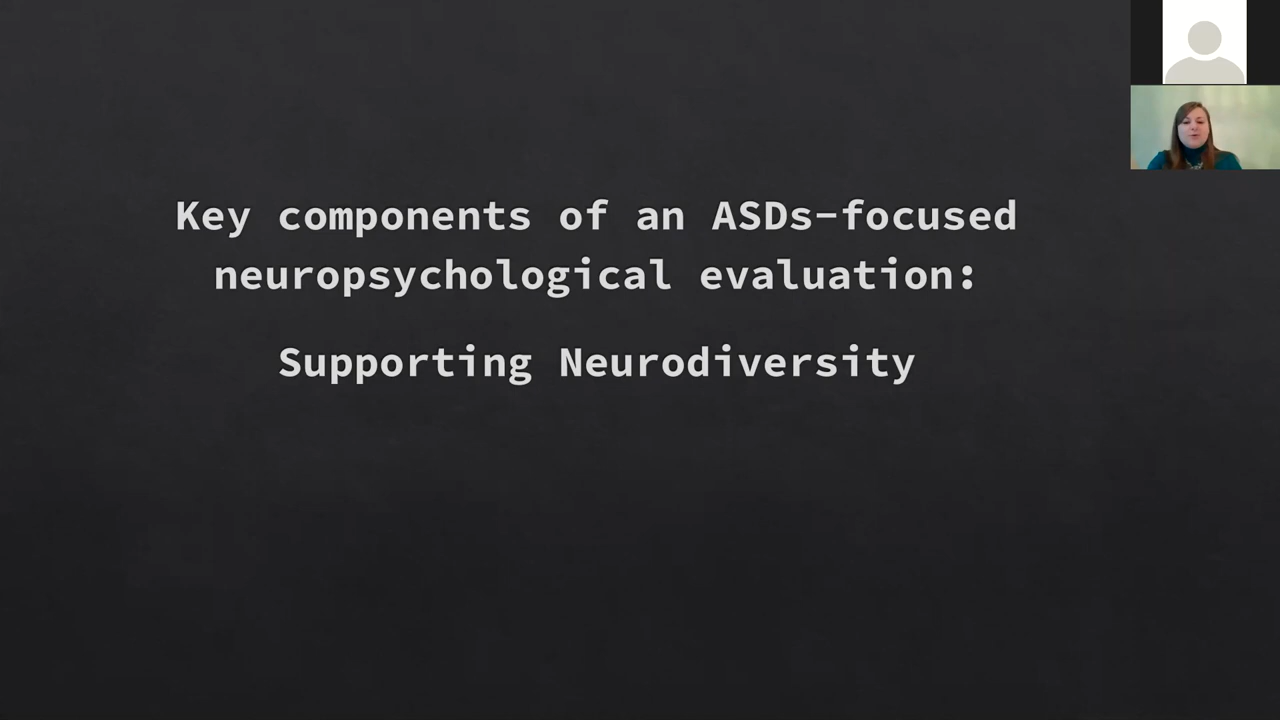 Key components of an ASDs-focused
neuropsychological evaluation:
Supporting Neurodiversity